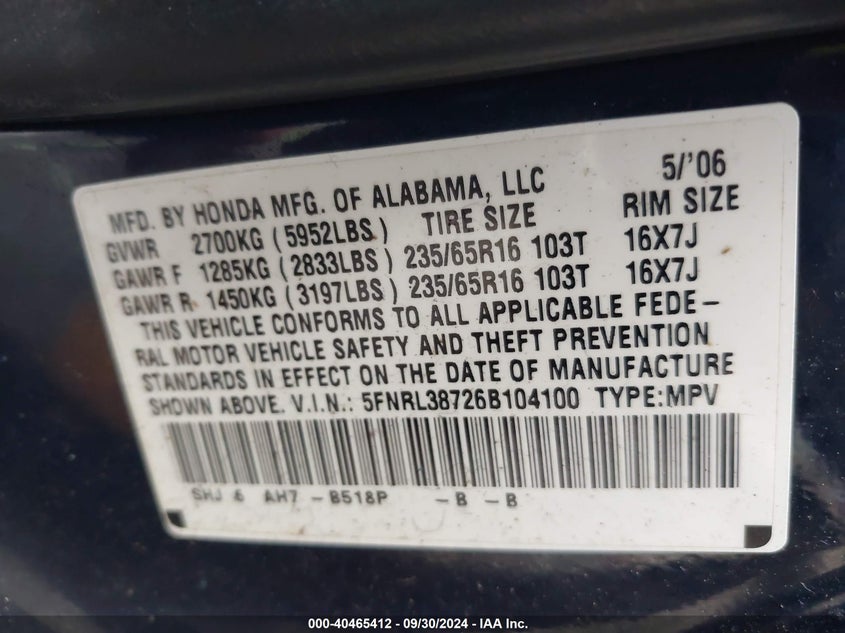 MFD. BY HONDA MFG. OF ALABAMA, LLC 5/'06
GVWR 2700KG (5952LBS) TIRE SIZE RIM SIZE
GAWR F 1285KG (2833LBS) 235/65R16 103T 16X7J
GAWR R 1450KG (3197LBS) 235/65R16 103T 16X7J
THIS VEHICLE CONFORMS TO ALL APPLICABLE FEDE-
RAL MOTOR VEHICLE SAFETY AND THEFT PREVENTION
STANDARDS IN EFFECT ON THE DATE OF MANUFACTURE
SHOWN ABOVE. V.I.N.: 5FNRL38726B104100 TYPE:MPV
SHJ 6 AH7 -B518P -B -B
000-40465412 - 09/30/2024 - IAA Inc.